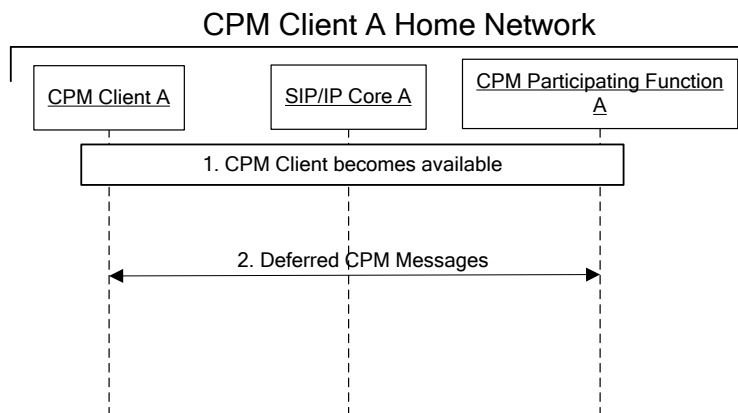 CPM Client A Home Network
CPM Client A
SIP/IP Core A
CPM Participating Function
A
1. CPM Client becomes available
2. Deferred CPM Messages